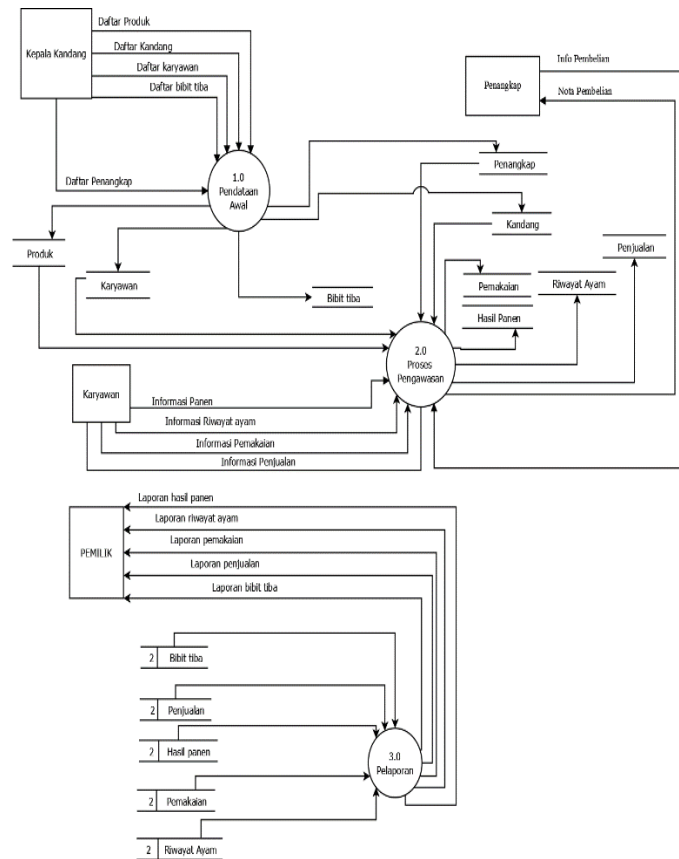 Daftar Produk
Kepala Kandang
Daftar Kandang
Daftar karyawan
Daftar bibit tiba
Daftar Penangkap
1.0
Pendataan
Awal
Info Pembelian
Penangkap
Nota Pembelian
Penangkap
Kandang
Produk
Karyawan
Bibit tiba
Penjualan
Pemakaian
Riwayat Ayam
Hasil Panen
2.0
Proses
Pengawasan
Karyawan
Informasi Panen
Informasi Riwayat ayam
Informasi Pemakaian
Informasi Penjualan
Laporan hasil panen
Laporan riwayat ayam
PEMILIK
Laporan pemakaian
Laporan penjualan
Laporan bibit tiba
2 Bibit tiba
2 Penjualan
2 Hasil panen
3.0
Pelaporan
2 Pemakaian
2 Riwayat Ayam